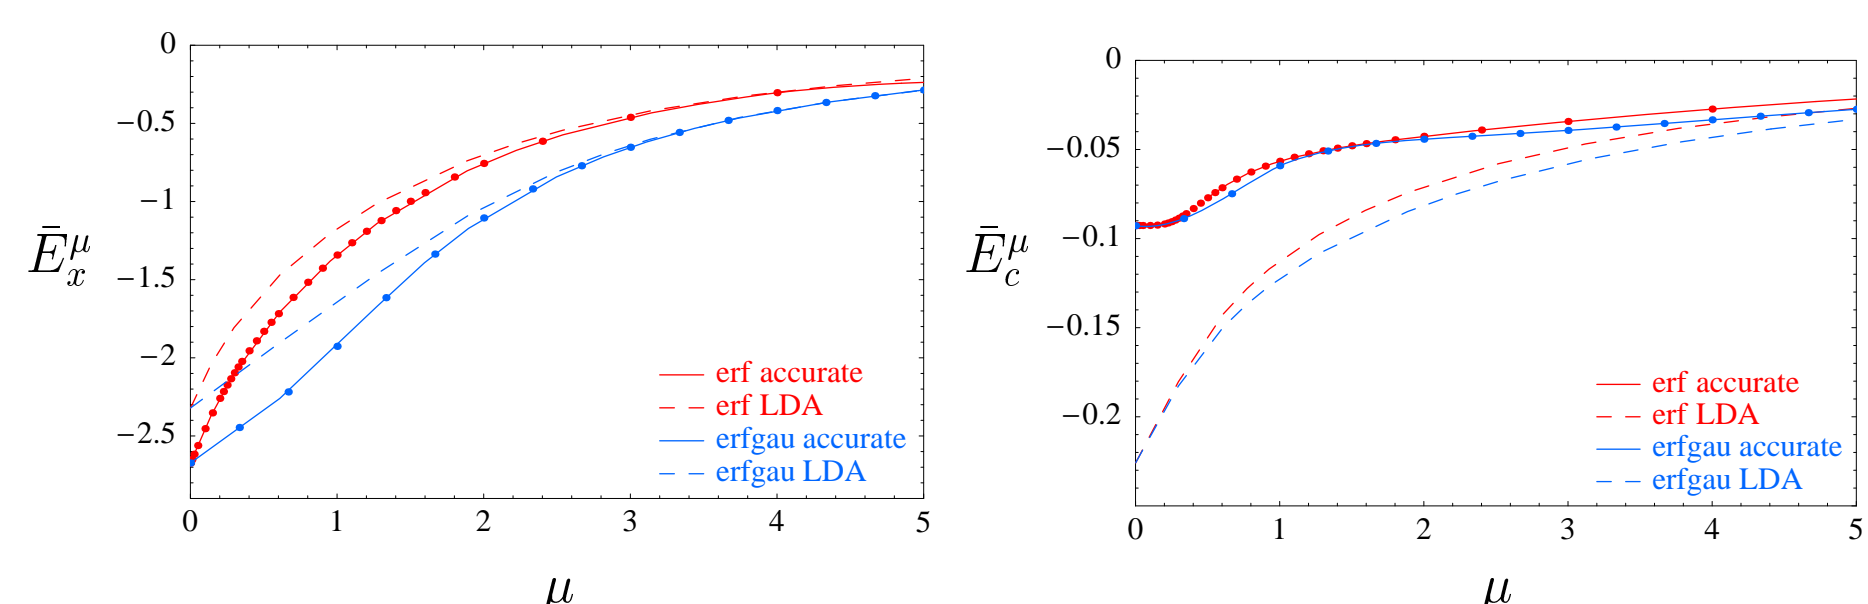 0
−0.5
−1
−1.5
−2
−2.5
Ē_x^μ
erf accurate
erf LDA
erfgau accurate
erfgau LDA
0 1 2 3 4 5
μ
0
−0.05
−0.1
−0.15
−0.2
Ē_c^μ
erf accurate
erf LDA
erfgau accurate
erfgau LDA
0 1 2 3 4 5
μ